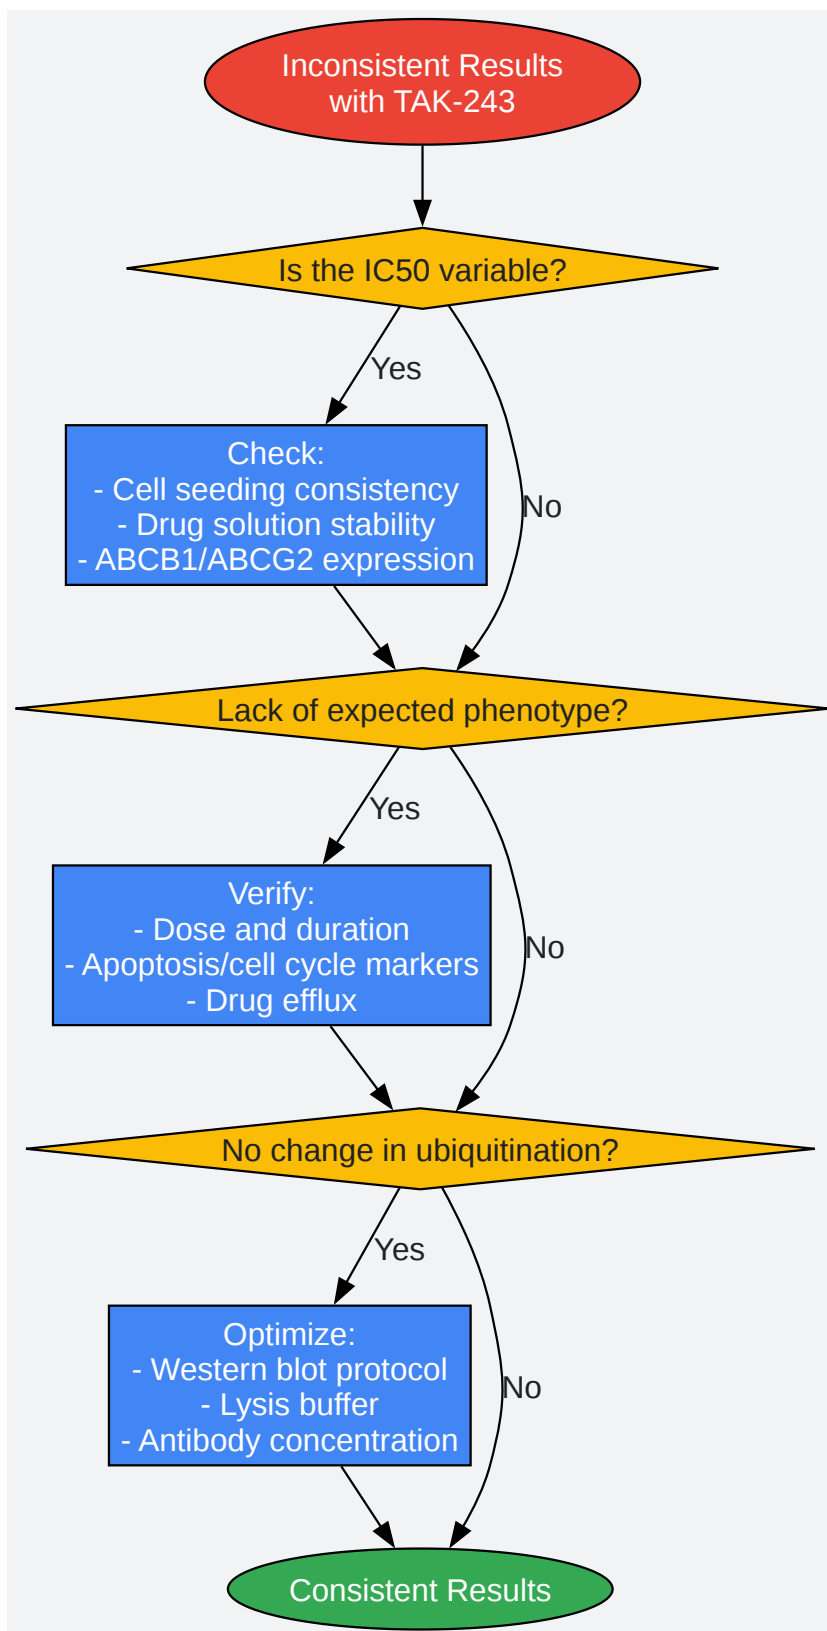 Inconsistent Results
with TAK-243
Is the IC50 variable?
Yes
Check:
- Cell seeding consistency
- Drug solution stability
- ABCB1/ABCG2 expression
No
Lack of expected phenotype?
Yes
Verify:
- Dose and duration
- Apoptosis/cell cycle markers
- Drug efflux
No
No change in ubiquitination?
Yes
Optimize:
- Western blot protocol
- Lysis buffer
- Antibody concentration
No
Consistent Results